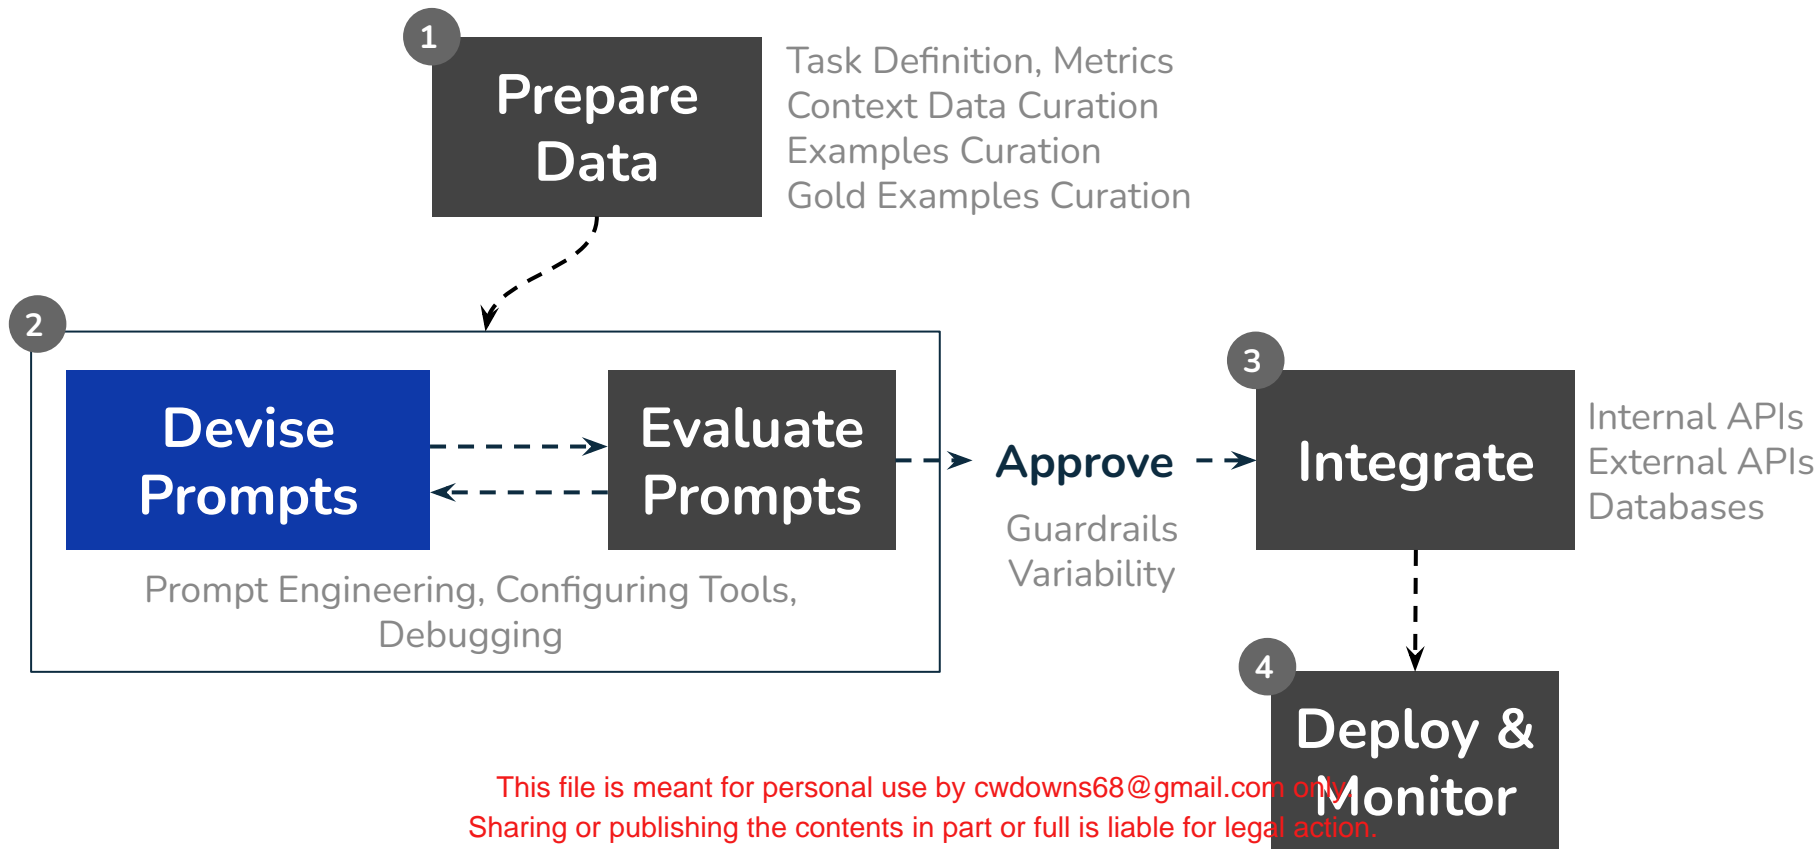 1
Prepare
Data
Task Definition, Metrics
Context Data Curation
Examples Curation
Gold Examples Curation
2
Devise
Prompts
Evaluate
Prompts
Prompt Engineering, Configuring Tools,
Debugging
Approve
Guardrails
Variability
3
Integrate
Internal APIs
External APIs
Databases
4
Deploy &
Monitor
This file is meant for personal use by cwdowns68@gmail.com only.
Sharing or publishing the contents in part or full is liable for legal action.